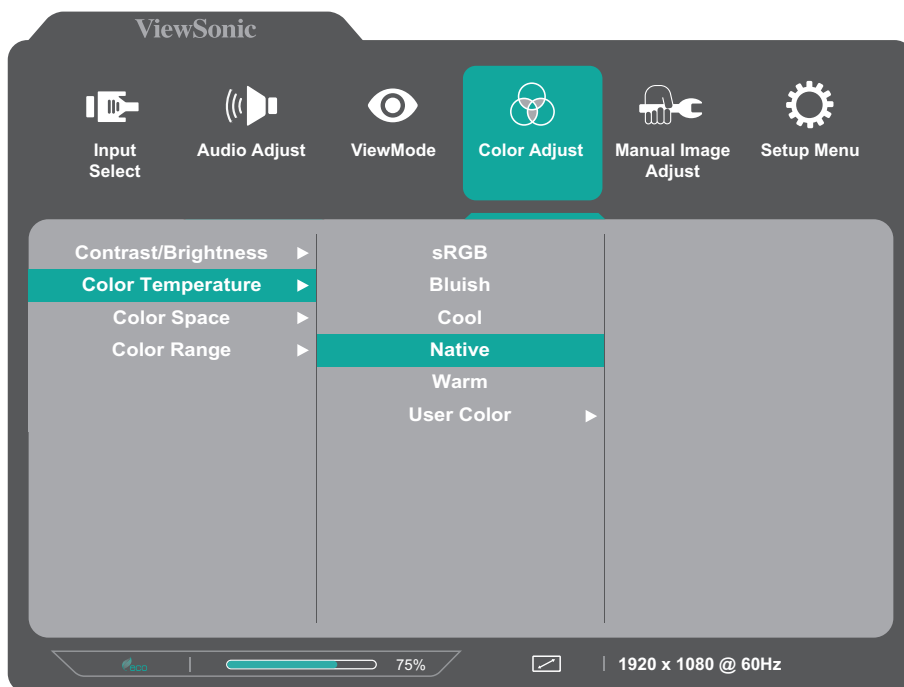 ViewSonic
Input Select
Audio Adjust
ViewMode
Color Adjust
Manual Image Adjust
Setup Menu
Contrast/Brightness
Color Temperature
Color Space
Color Range
sRGB
Bluish
Cool
Native
Warm
User Color
eco
75%
1920 x 1080 @ 60Hz